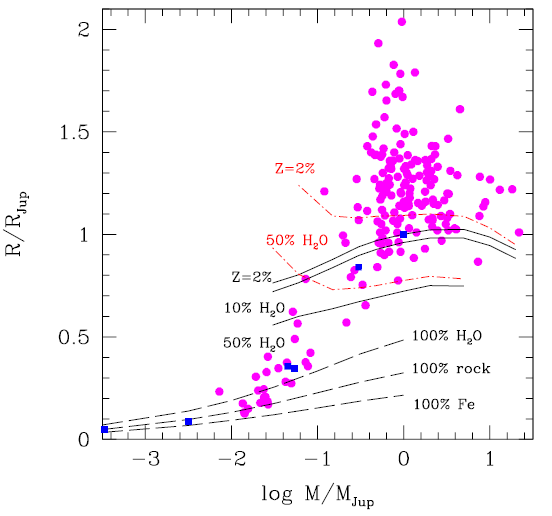 2
1.5
1
0.5
0
R/R_Jup
Z=2%
50% H₂O
Z=2%
10% H₂O
50% H₂O
100% H₂O
100% rock
100% Fe
−3
−2
−1
0
1
log M/M_Jup